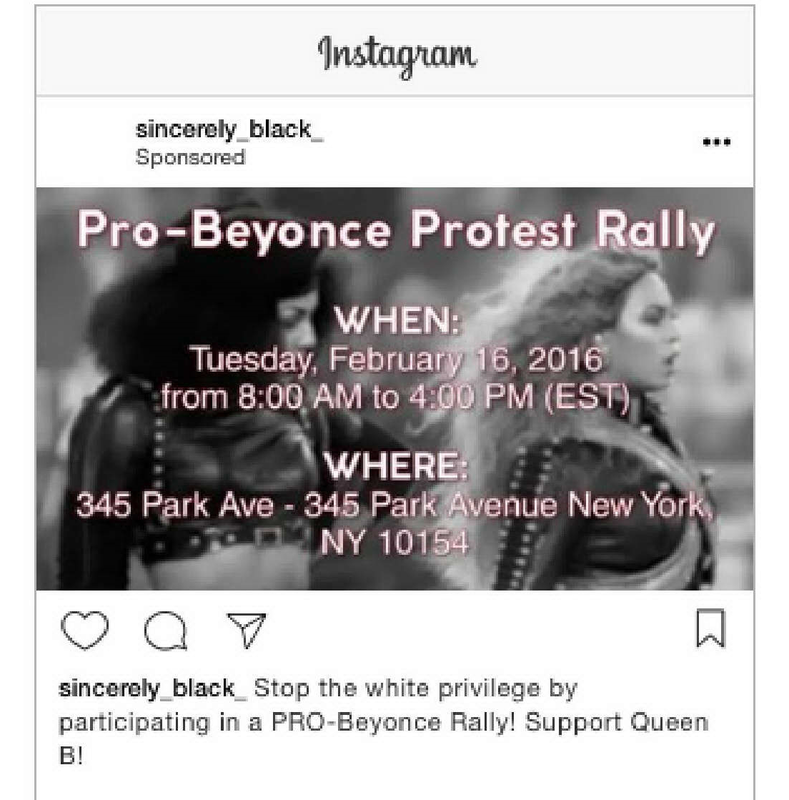 Instagram
sincerely_black_
Sponsored
Pro-Beyonce Protest Rally
WHEN:
Tuesday, February 16, 2016
from 8:00 AM to 4:00 PM (EST)
WHERE:
345 Park Ave - 345 Park Avenue New York,
NY 10154
sincerely_black_ Stop the white privilege by
participating in a PRO-Beyonce Rally! Support Queen
B!